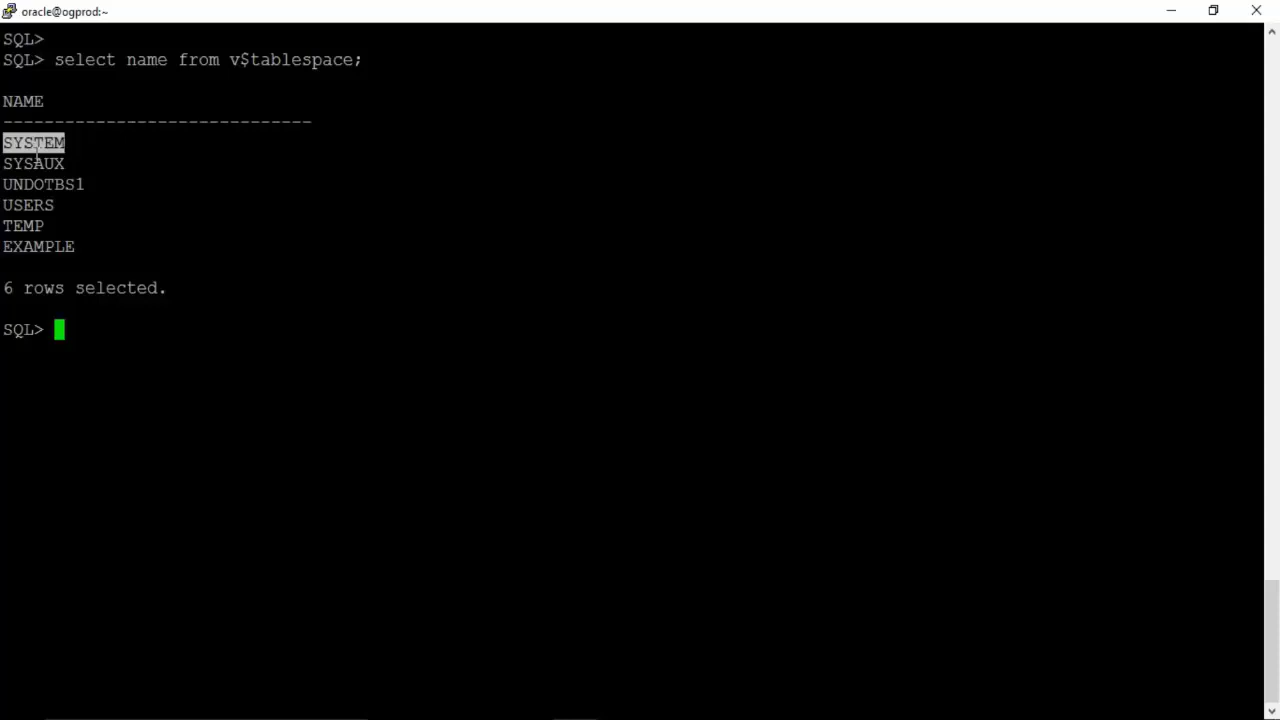 oracle@ogprod:~
SQL>
SQL> select name from v$tablespace;
NAME
------------------------------
SYSTEM
SYSAUX
UNDOTBS1
USERS
TEMP
EXAMPLE
6 rows selected.
SQL>